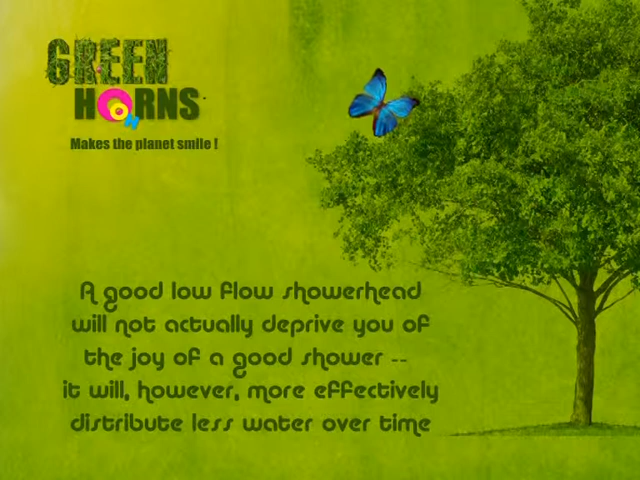 GREEN
HORNS
Makes the planet smile !
A good low flow showerhead
will not actually deprive you of
the joy of a good shower --
it will, however, more effectively
distribute less water over time